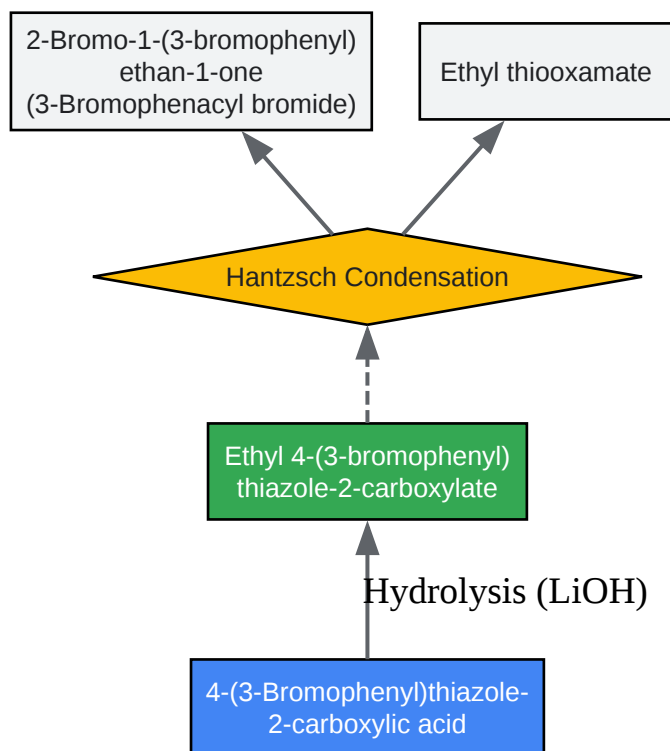 2-Bromo-1-(3-bromophenyl)
ethan-1-one
(3-Bromophenacyl bromide)
Ethyl thiooxamate
Hantzsch Condensation
Ethyl 4-(3-bromophenyl)
thiazole-2-carboxylate
Hydrolysis (LiOH)
4-(3-Bromophenyl)thiazole-
2-carboxylic acid